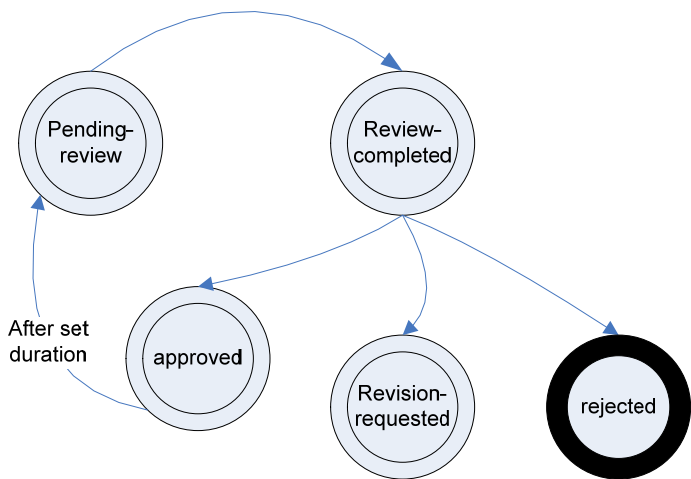 Pending-
review
Review-
completed
After set
duration
approved
Revision-
requested
rejected